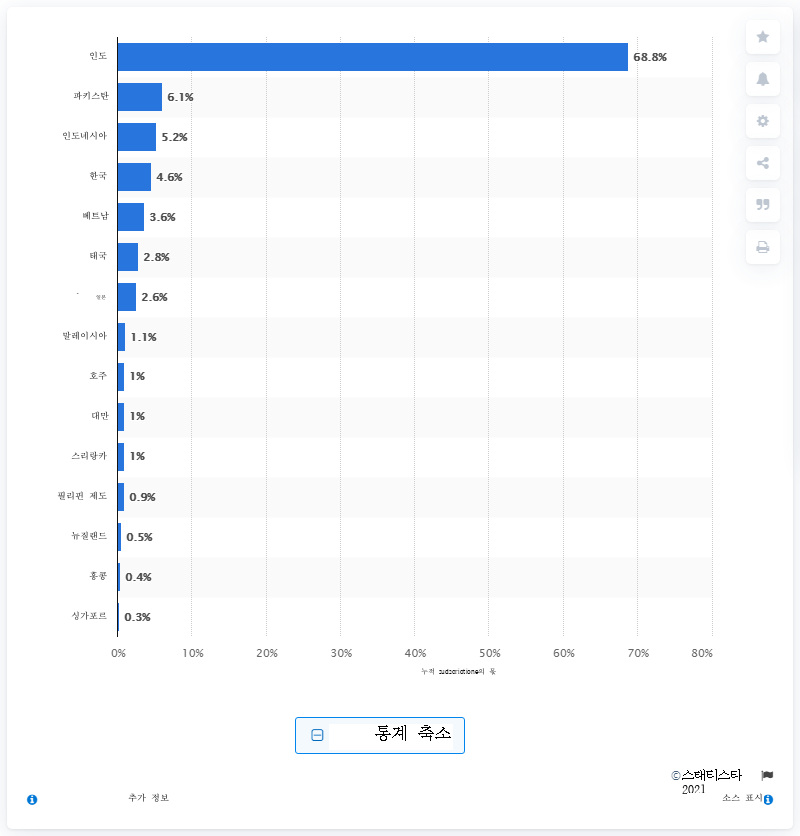 인도 68.8%
파키스탄 6.1%
인도네시아 5.2%
한국 4.6%
베트남 3.6%
태국 2.8%
일본 2.6%
말레이시아 1.1%
호주 1%
대만 1%
스리랑카 1%
필리핀 제도 0.9%
뉴질랜드 0.5%
홍콩 0.4%
싱가포르 0.3%
0% 10% 20% 30% 40% 50% 60% 70% 80%
누적
통계 축소
©스태티스타
2021
추가 정보 소스 표시